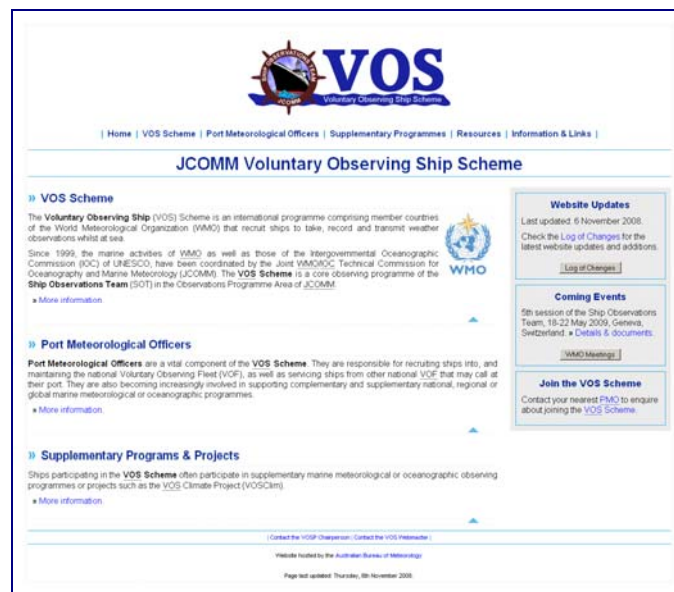 SHIP OBSERVATIONS TEAM
JCOMM
VOS
Voluntary Observing Ship Scheme
| Home | VOS Scheme | Port Meteorological Officers | Supplementary Programmes | Resources | Information & Links |
JCOMM Voluntary Observing Ship Scheme
» VOS Scheme
The Voluntary Observing Ship (VOS) Scheme is an international programme comprising member countries
of the World Meteorological Organization (WMO) that recruit ships to take, record and transmit weather
observations whilst at sea.
Since 1999, the marine activities of WMO as well as those of the Intergovernmental Oceanographic
Commission (IOC) of UNESCO, have been coordinated by the Joint WMO/IOC Technical Commission for
Oceanography and Marine Meteorology (JCOMM). The VOS Scheme is a core observing programme of the
Ship Observations Team (SOT) in the Observations Programme Area of JCOMM.
» More information
WMO
» Port Meteorological Officers
Port Meteorological Officers are a vital component of the VOS Scheme. They are responsible for recruiting ships into, and
maintaining the national Voluntary Observing Fleet (VOF), as well as servicing ships from other national VOF that may call at
their port. They are also becoming increasingly involved in supporting complementary and supplementary national, regional or
global marine meteorological or oceanographic programmes.
» More information
» Supplementary Programs & Projects
Ships participating in the VOS Scheme often participate in supplementary marine meteorological or oceanographic observing
programmes or projects such as the VOS Climate Project (VOSClim).
» More information
Website Updates
Last updated: 6 November 2008.
Check the Log of Changes for the
latest website updates and additions.
Log of Changes
Coming Events
5th session of the Ship Observations
Team, 18-22 May 2009, Geneva,
Switzerland. » Details & documents.
WMO Meetings
Join the VOS Scheme
Contact your nearest PMO to enquire
about joining the VOS Scheme.
| Contact the VOSP Chairperson | Contact the VOS Webmaster |
Website hosted by the Australian Bureau of Meteorology
Page last updated: Thursday, 6th November 2008.